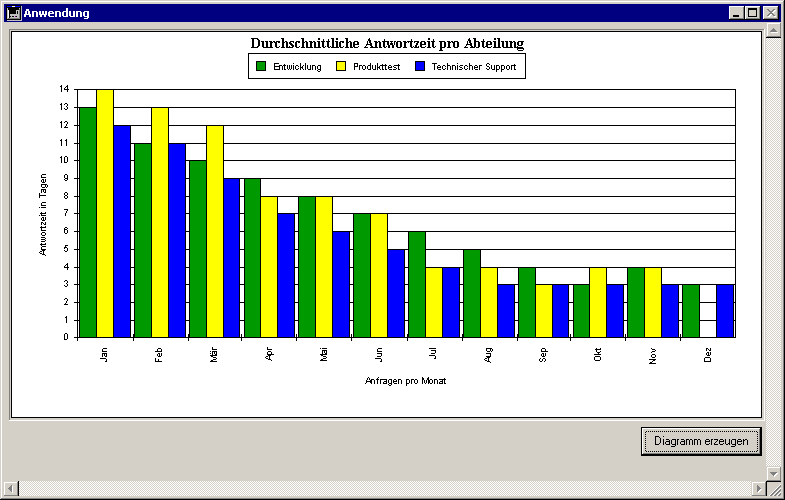 Anwendung
Durchschnittliche Antwortzeit pro Abteilung
Entwicklung Produkttest Technischer Support
14
13
12
11
10
9
8
7
6
5
4
3
2
1
0
Antwortzeit in Tagen
Jan Feb Mär Apr Mai Jun Jul Aug Sep Okt Nov Dez
Anfragen pro Monat
Diagramm erzeugen